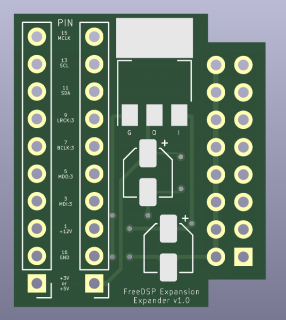 PIN
15
MCLK
13
SCL
11
SDA
9
LRCK:3
7
BCLK:3
5
MDO:3
3
MDI:3
1
+12V
16
GND
+3V
or
+5V
G O I
+
+
FreeDSP Expansion
Expander v1.0